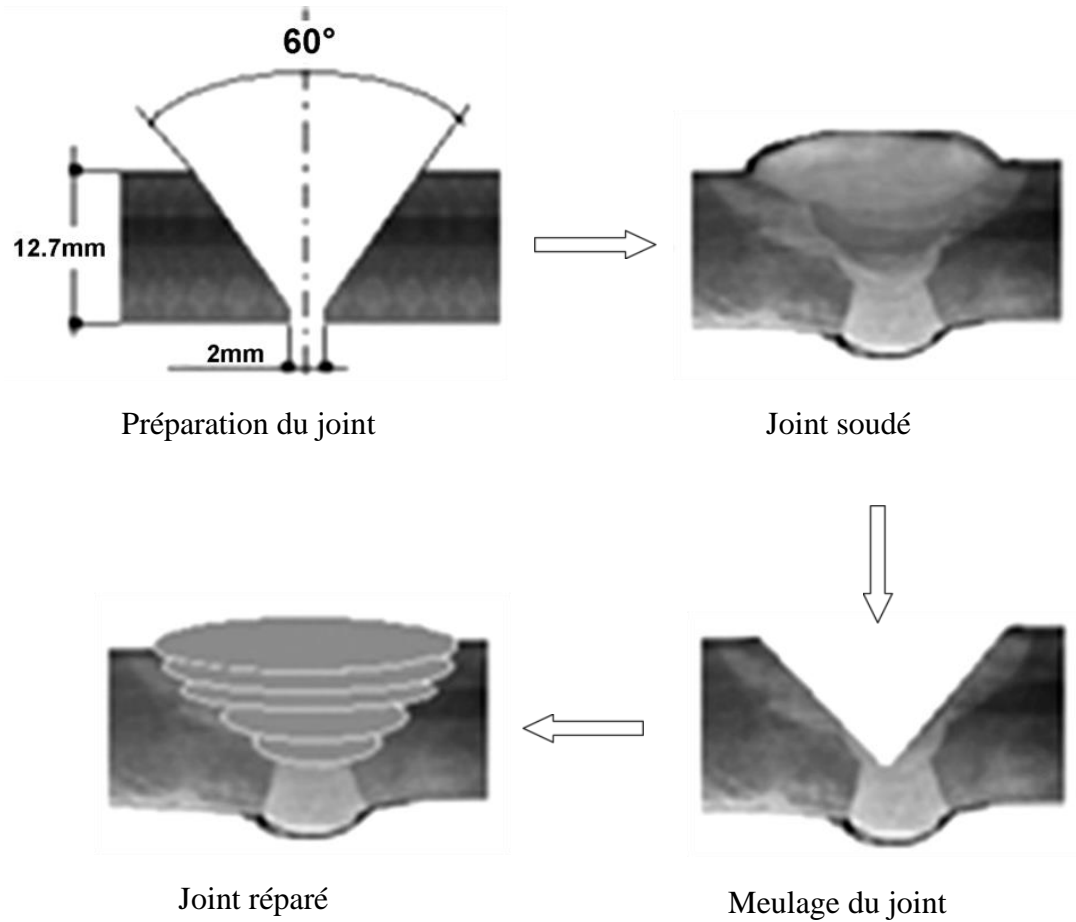 60°
12.7mm
2mm
Préparation du joint
Joint soudé
Joint réparé
Meulage du joint